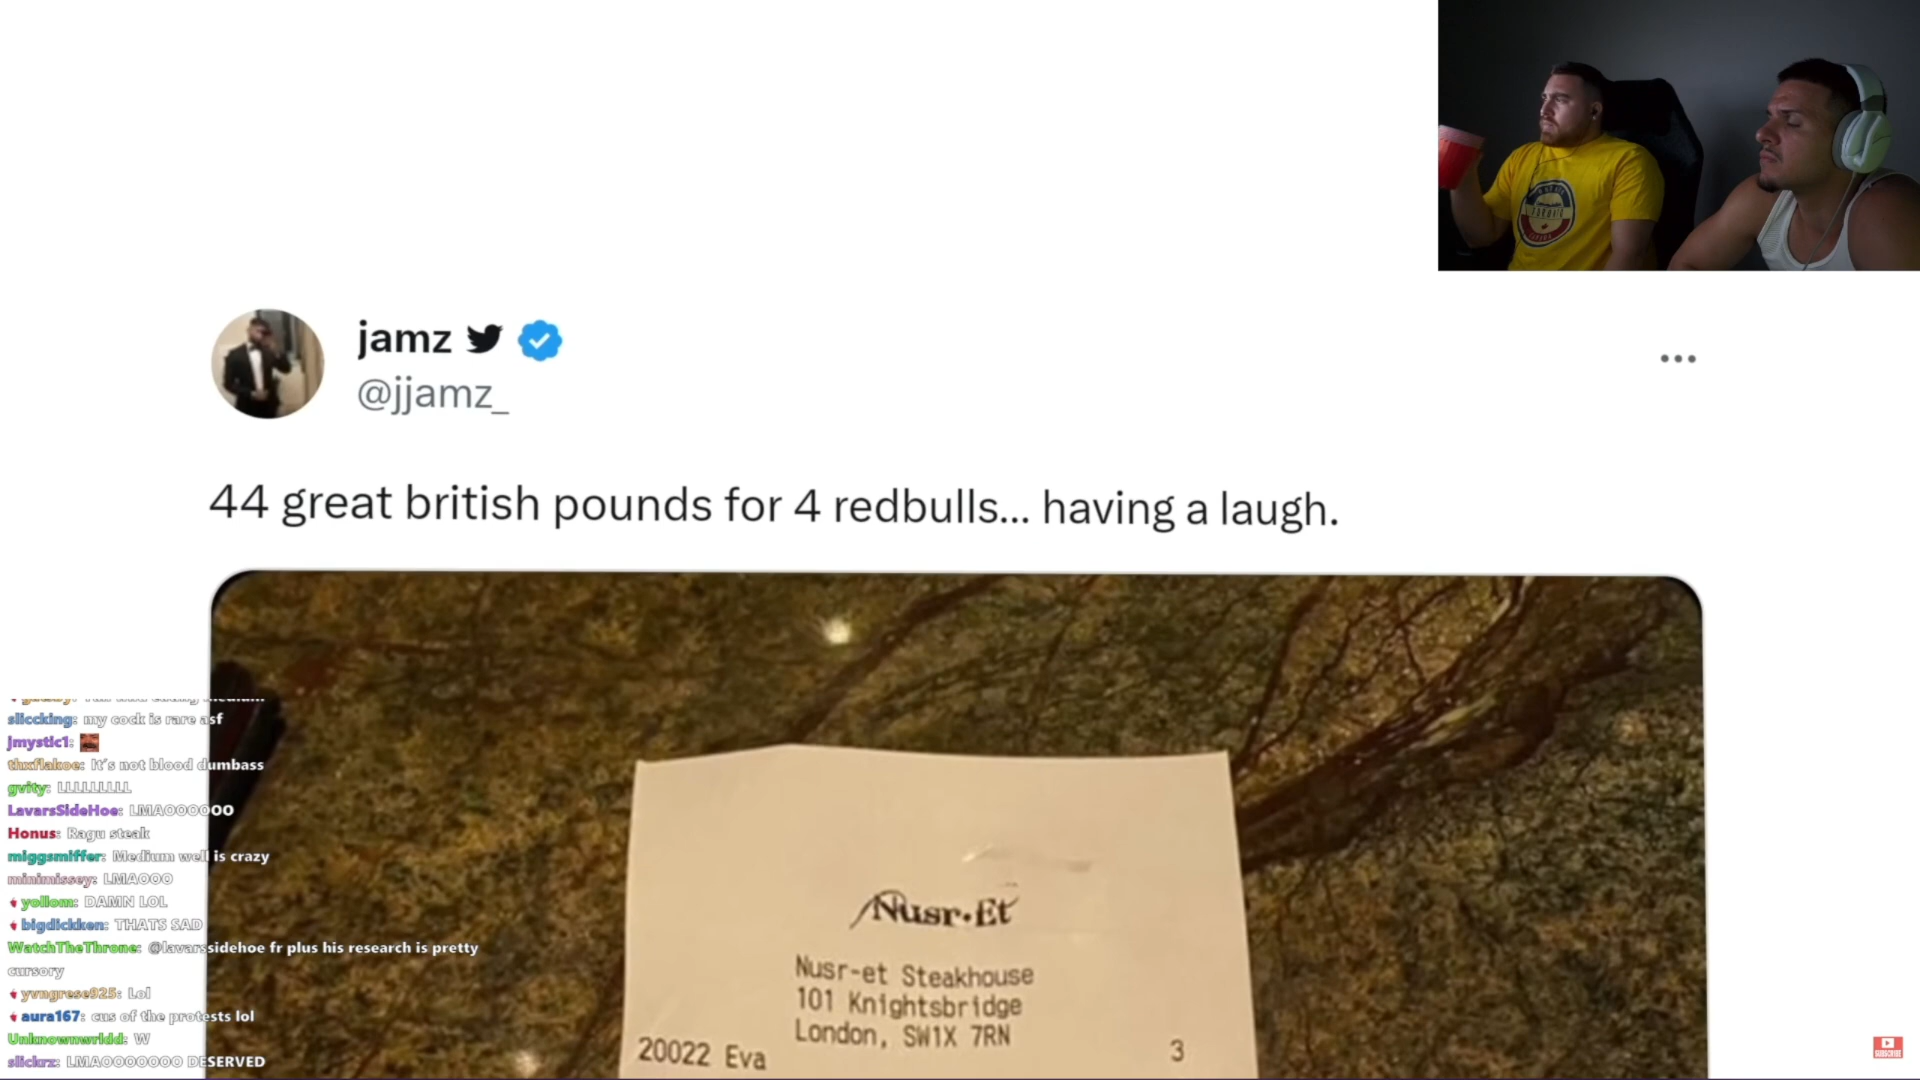 jamz
@jjamz_
44 great british pounds for 4 redbulls... having a laugh.
Nusr-Et
Nusr-et Steakhouse
101 Knightsbridge
London, SW1X 7RN
20022 Eva
3
sliccking: my cock is rare asf
jmystic1:
thxflakoe: It's not blood dumbass
gvity: LLLLLLLLL
LavarsSideHoe: LMAOOOOOO
Honus: Ragu steak
miggsmiffer: Medium well is crazy
minimissey: LMAOOO
yollom: DAMN LOL
bigdickken: THATS SAD
WatchTheThrone: @lavarssidehoe fr plus his research is pretty
cursory
yvngrese925: Lol
aura167: cus of the protests lol
Unknownwrldd: W
slickrz: LMAOOOOOOO DESERVED
SUBSCRIBE